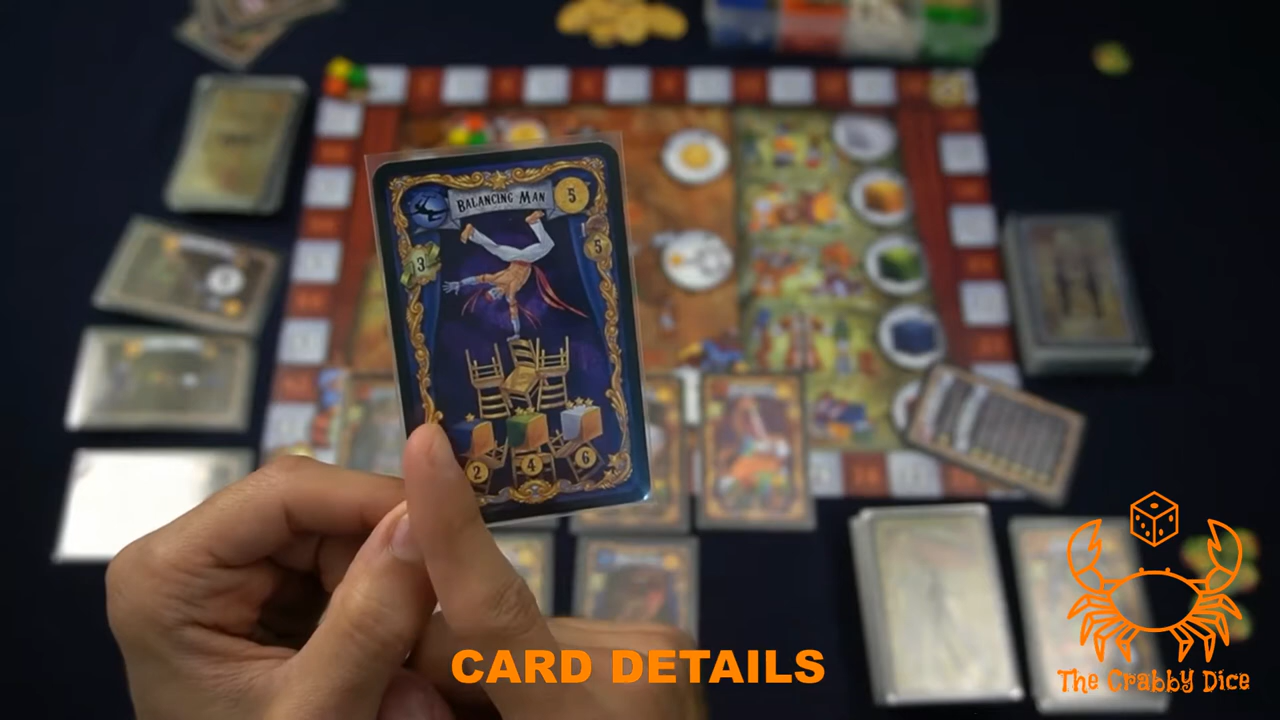 BALANCING MAN
5
5
3
2 4 6
CARD DETAILS
The Crabby Dice